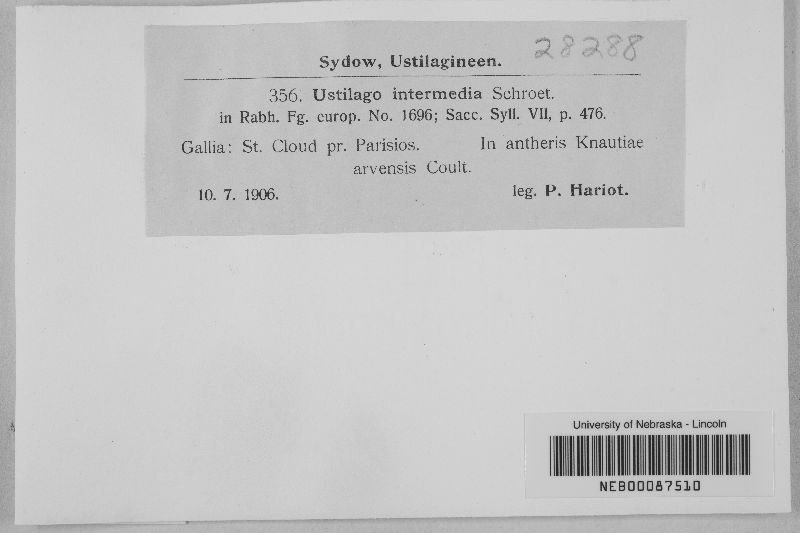 Sydow, Ustilagineen. 28288
356. Ustilago intermedia Schroet.
in Rabh. Fg. europ. No. 1696; Sacc. Syll. VII, p. 476.
Gallia: St. Cloud pr. Parisios. In antheris Knautiae
arvensis Coult.
10. 7. 1906. leg. P. Hariot.
University of Nebraska - Lincoln
NEB00087510